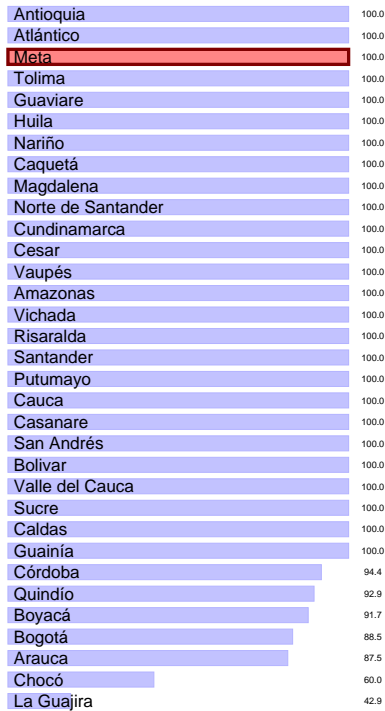 Antioquia 100.0
Atlántico 100.0
Meta 100.0
Tolima 100.0
Guaviare 100.0
Huila 100.0
Nariño 100.0
Caquetá 100.0
Magdalena 100.0
Norte de Santander 100.0
Cundinamarca 100.0
Cesar 100.0
Vaupés 100.0
Amazonas 100.0
Vichada 100.0
Risaralda 100.0
Santander 100.0
Putumayo 100.0
Cauca 100.0
Casanare 100.0
San Andrés 100.0
Bolivar 100.0
Valle del Cauca 100.0
Sucre 100.0
Caldas 100.0
Guainía 100.0
Córdoba 94.4
Quindío 92.9
Boyacá 91.7
Bogotá 88.5
Arauca 87.5
Chocó 60.0
La Guajira 42.9